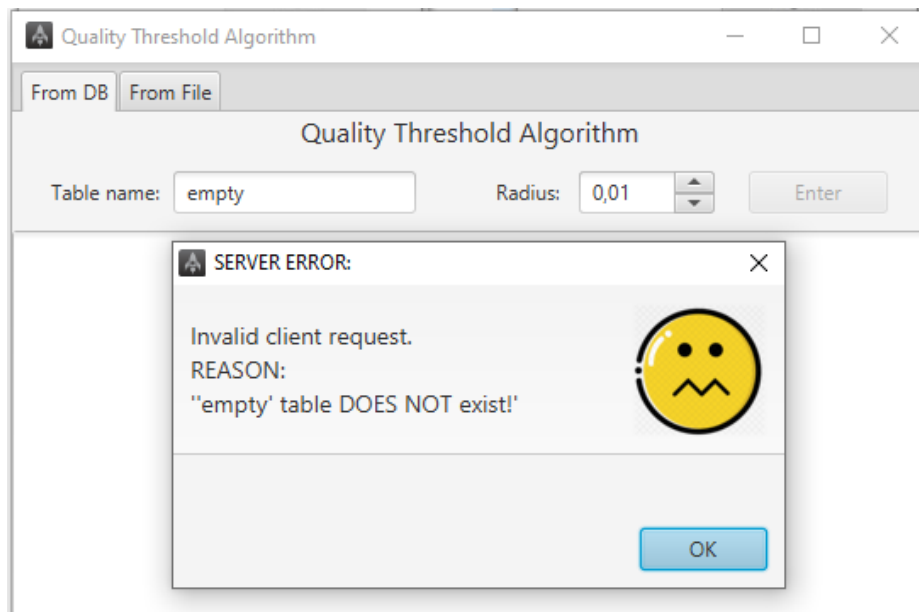 Quality Threshold Algorithm
From DB From File
Quality Threshold Algorithm
Table name: empty Radius: 0,01 Enter
SERVER ERROR:
Invalid client request.
REASON:
''empty' table DOES NOT exist!'
OK